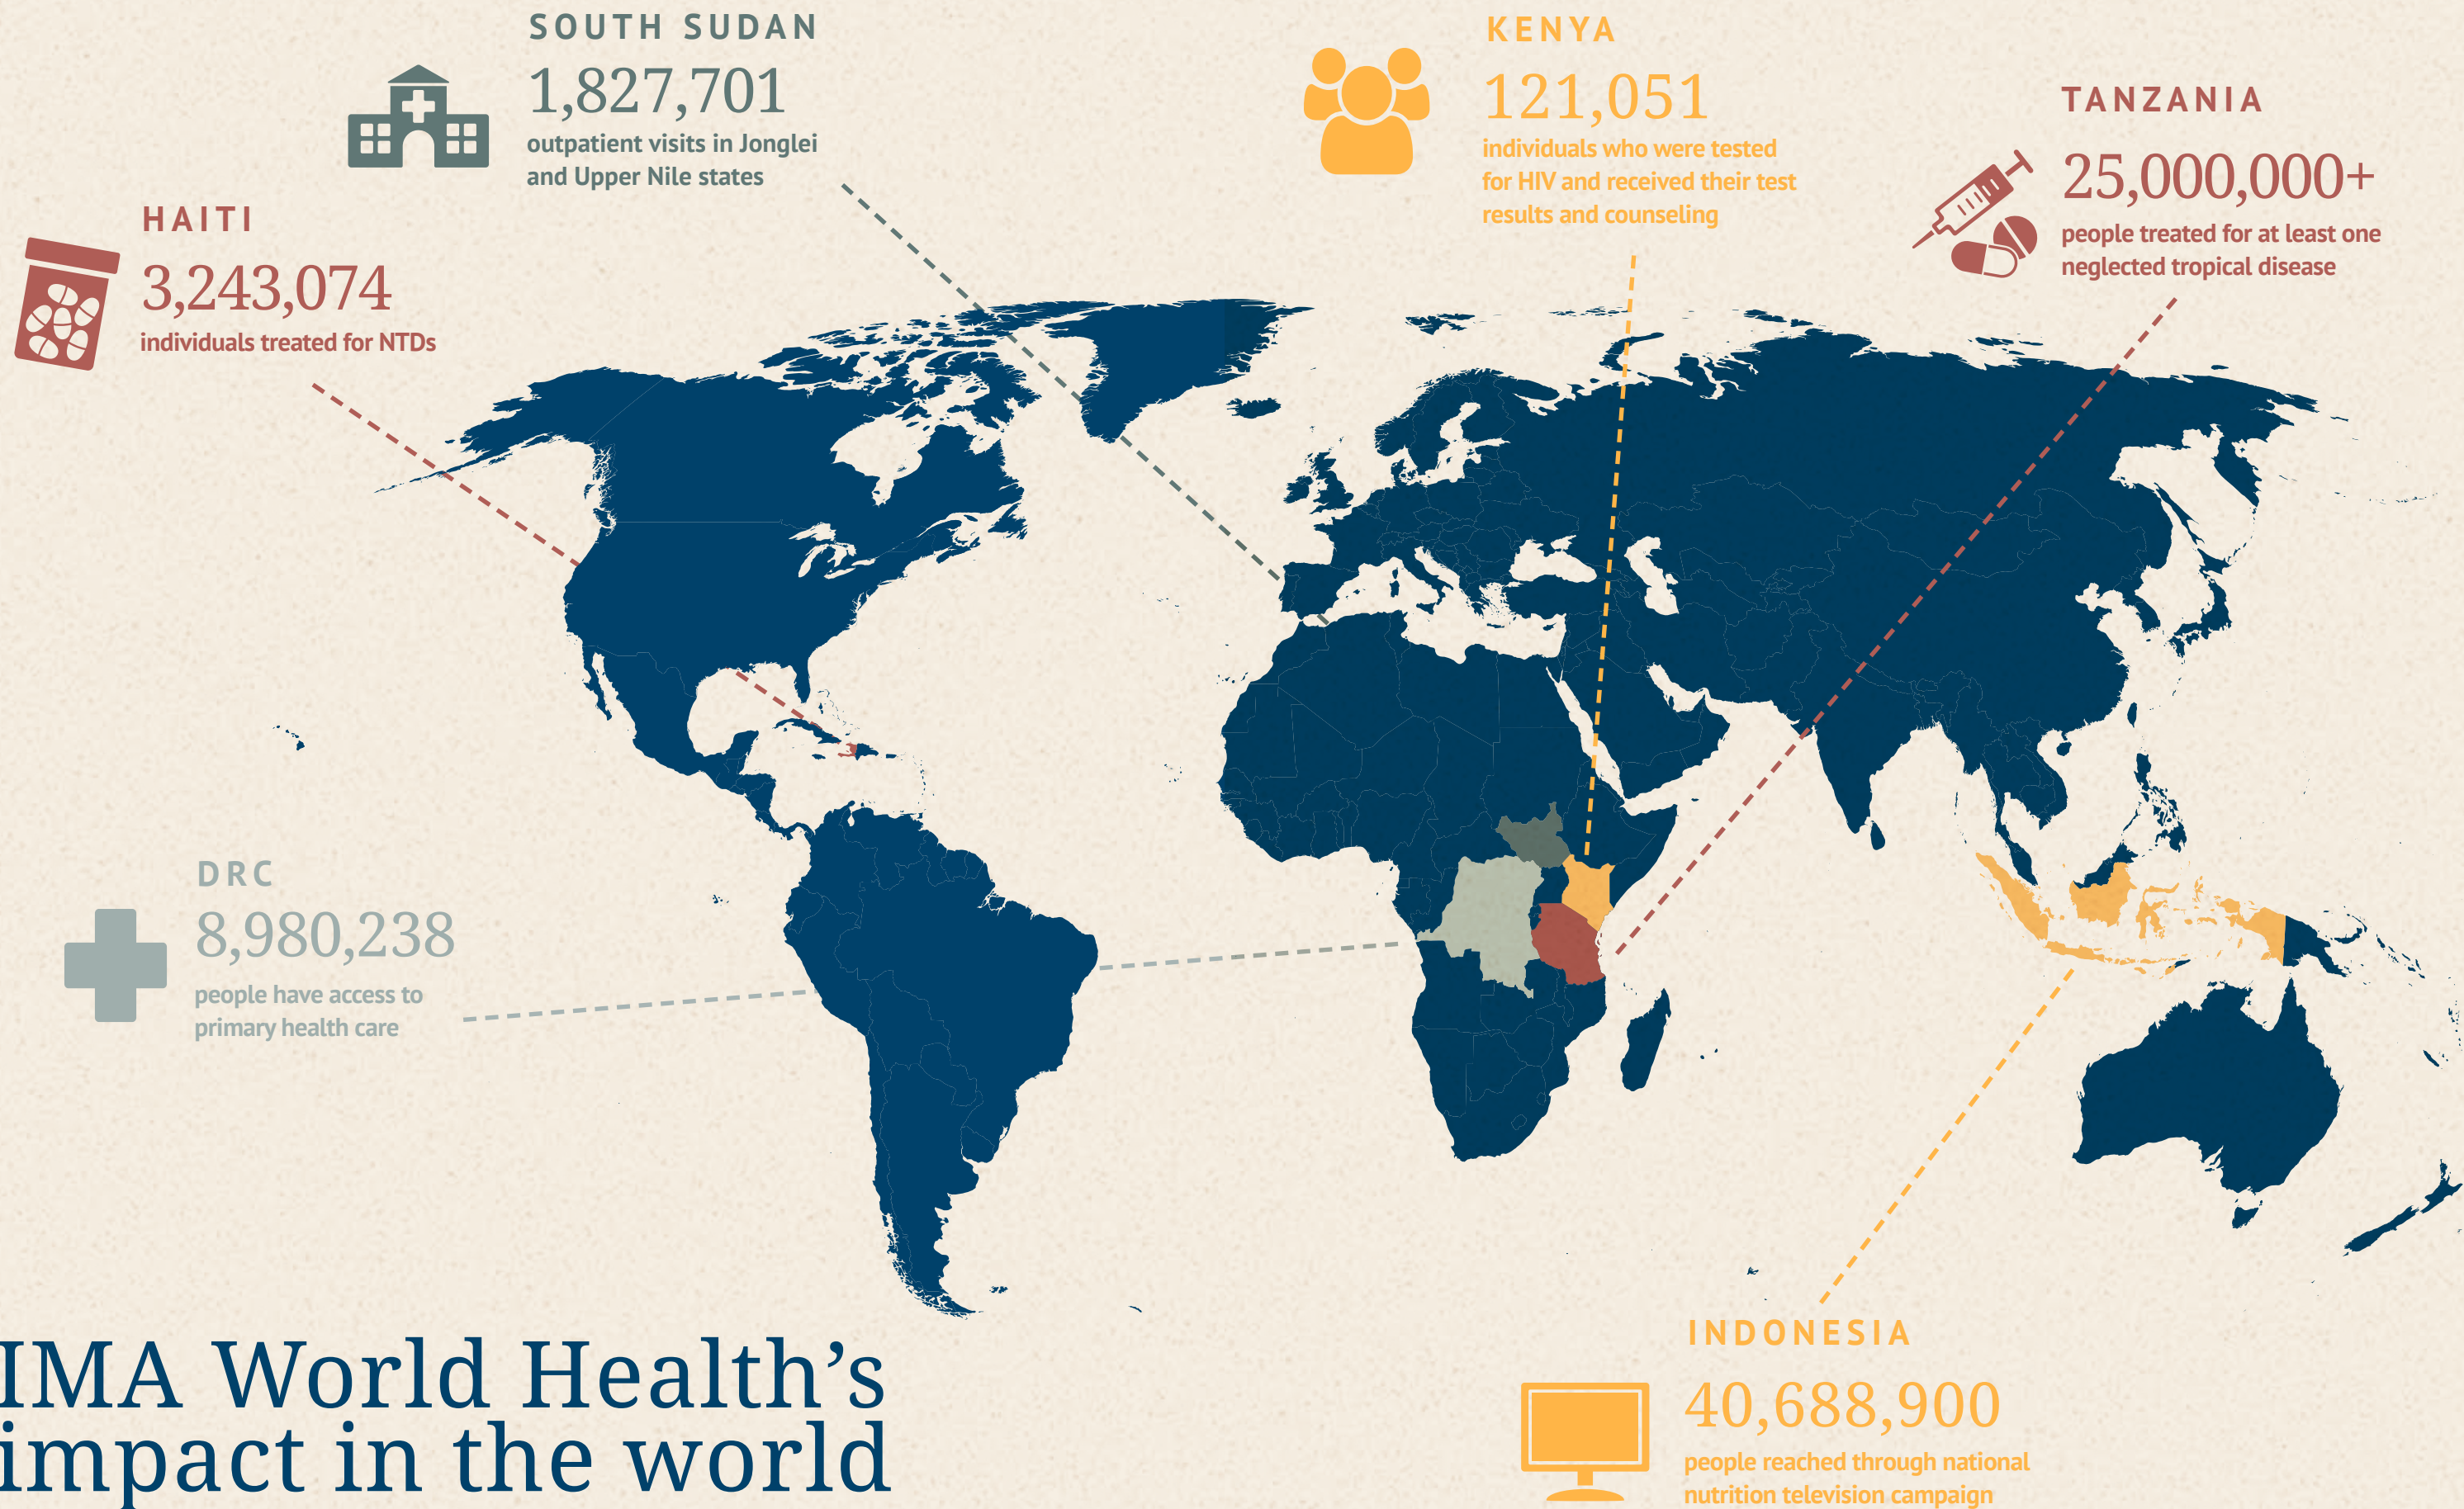 SOUTH SUDAN
1,827,701
outpatient visits in Jonglei
and Upper Nile states
KENYA
121,051
individuals who were tested
for HIV and received their test
results and counseling
TANZANIA
25,000,000+
people treated for at least one
neglected tropical disease
HAITI
3,243,074
individuals treated for NTDs
DRC
8,980,238
people have access to
primary health care
INDONESIA
40,688,900
people reached through national
nutrition television campaign
IMA World Health’s
impact in the world